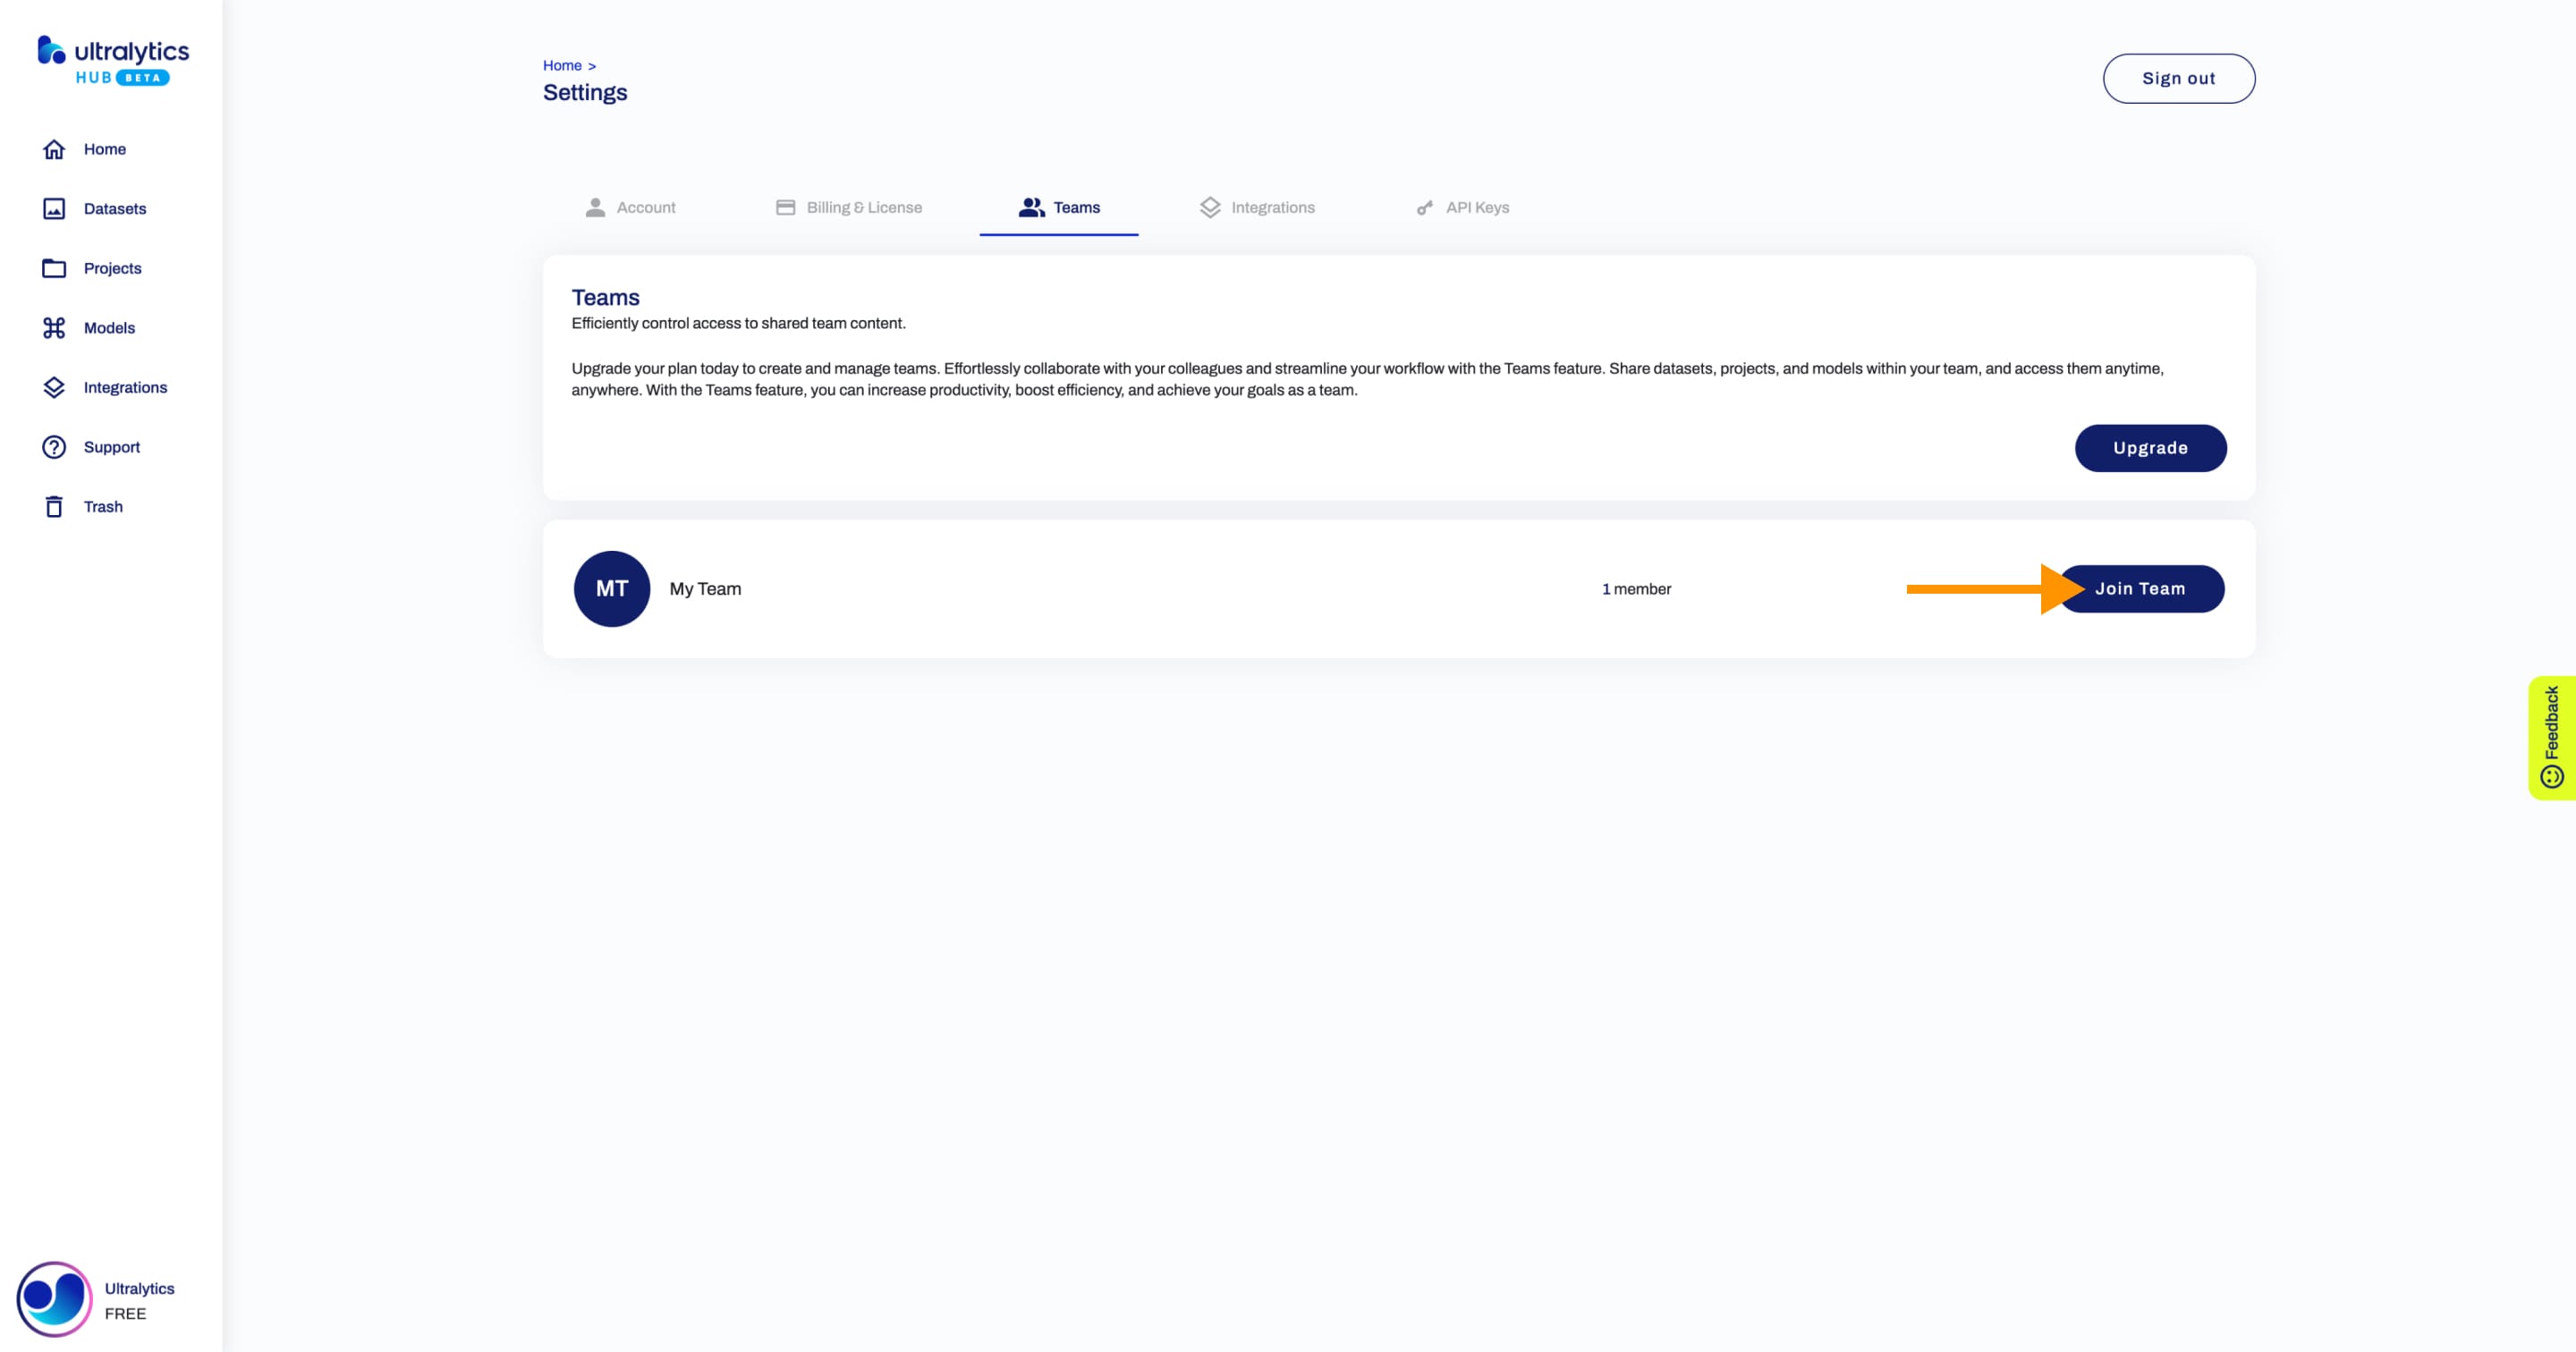 ultralytics
HUB BETA
Home
Datasets
Projects
Models
Integrations
Support
Trash
Ultralytics
FREE
Home >
Settings
Sign out
Account
Billing & License
Teams
Integrations
API Keys
Teams
Efficiently control access to shared team content.
Upgrade your plan today to create and manage teams. Effortlessly collaborate with your colleagues and streamline your workflow with the Teams feature. Share datasets, projects, and models within your team, and access them anytime,
anywhere. With the Teams feature, you can increase productivity, boost efficiency, and achieve your goals as a team.
Upgrade
MT
My Team
1 member
Join Team
Feedback